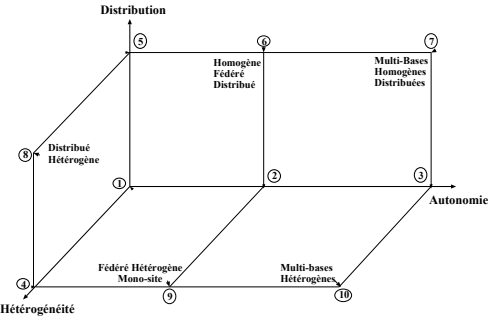 Distribution
5
6
7
Homogène
Fédéré
Distribué
Multi-Bases
Homogènes
Distribuées
8
Distribué
Hétérogène
1
2
3
Autonomie
Fédéré Hétérogène
Mono-site
Multi-bases
Hétérogènes
4
9
10
Hétérogénéité